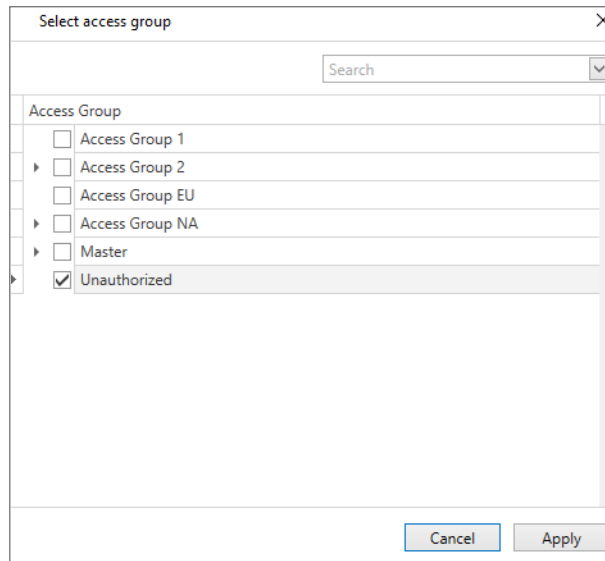 Select access group
Search
Access Group
Access Group 1
Access Group 2
Access Group EU
Access Group NA
Master
Unauthorized
Cancel Apply